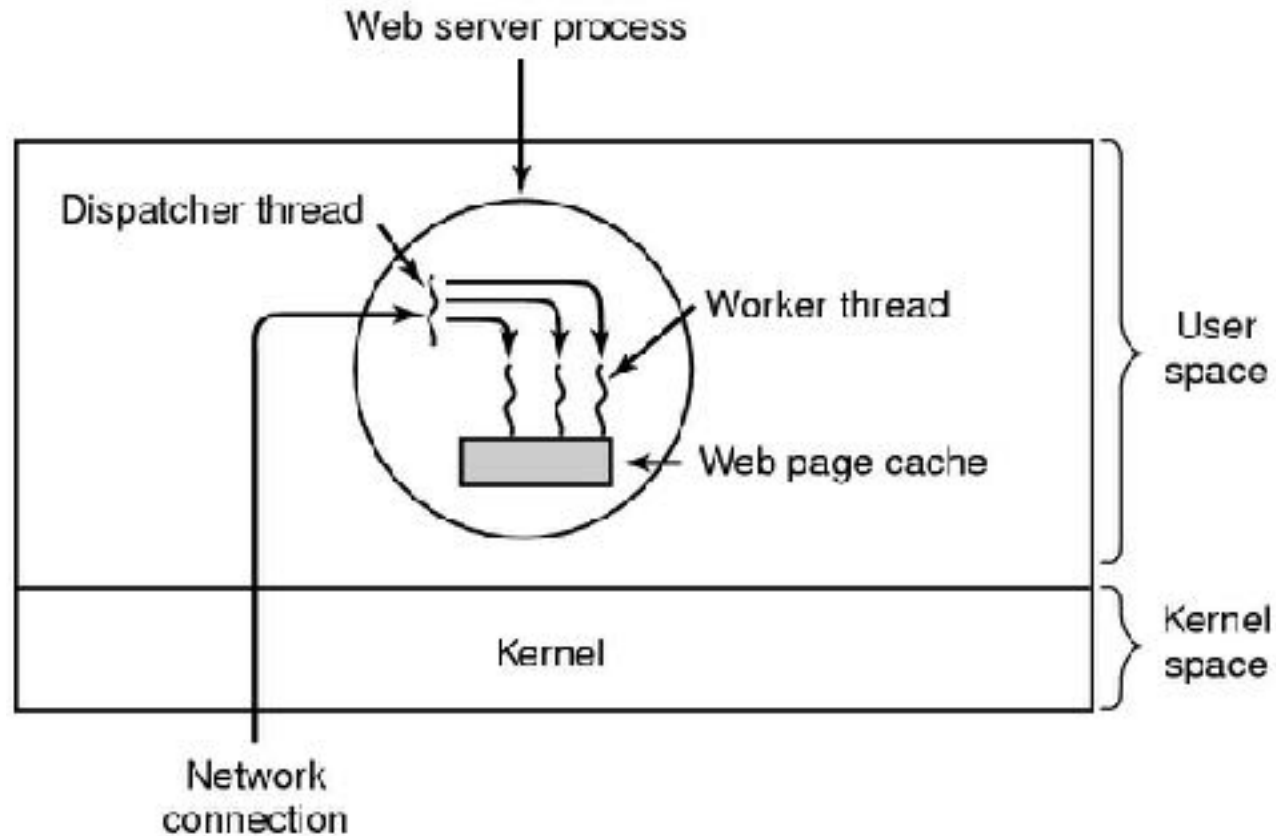 Web server process
Dispatcher thread
Worker thread
Web page cache
User
space
Kernel
Kernel
space
Network
connection